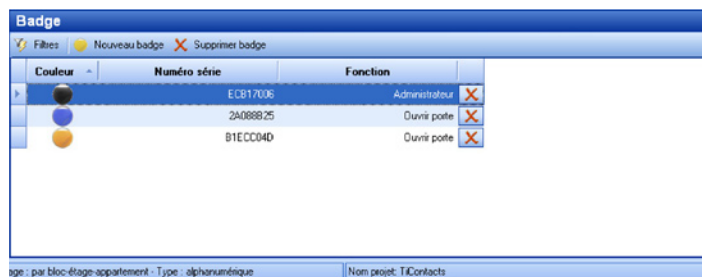 Badge
Filtres Nouveau badge Supprimer badge
Couleur Numéro série Fonction
ECB17006 Administrateur
2A088B25 Ouvrir porte
B1ECC04D Ouvrir porte
par bloc-étage-appartement - Type : alphanumérique Nom projet: TiContacts